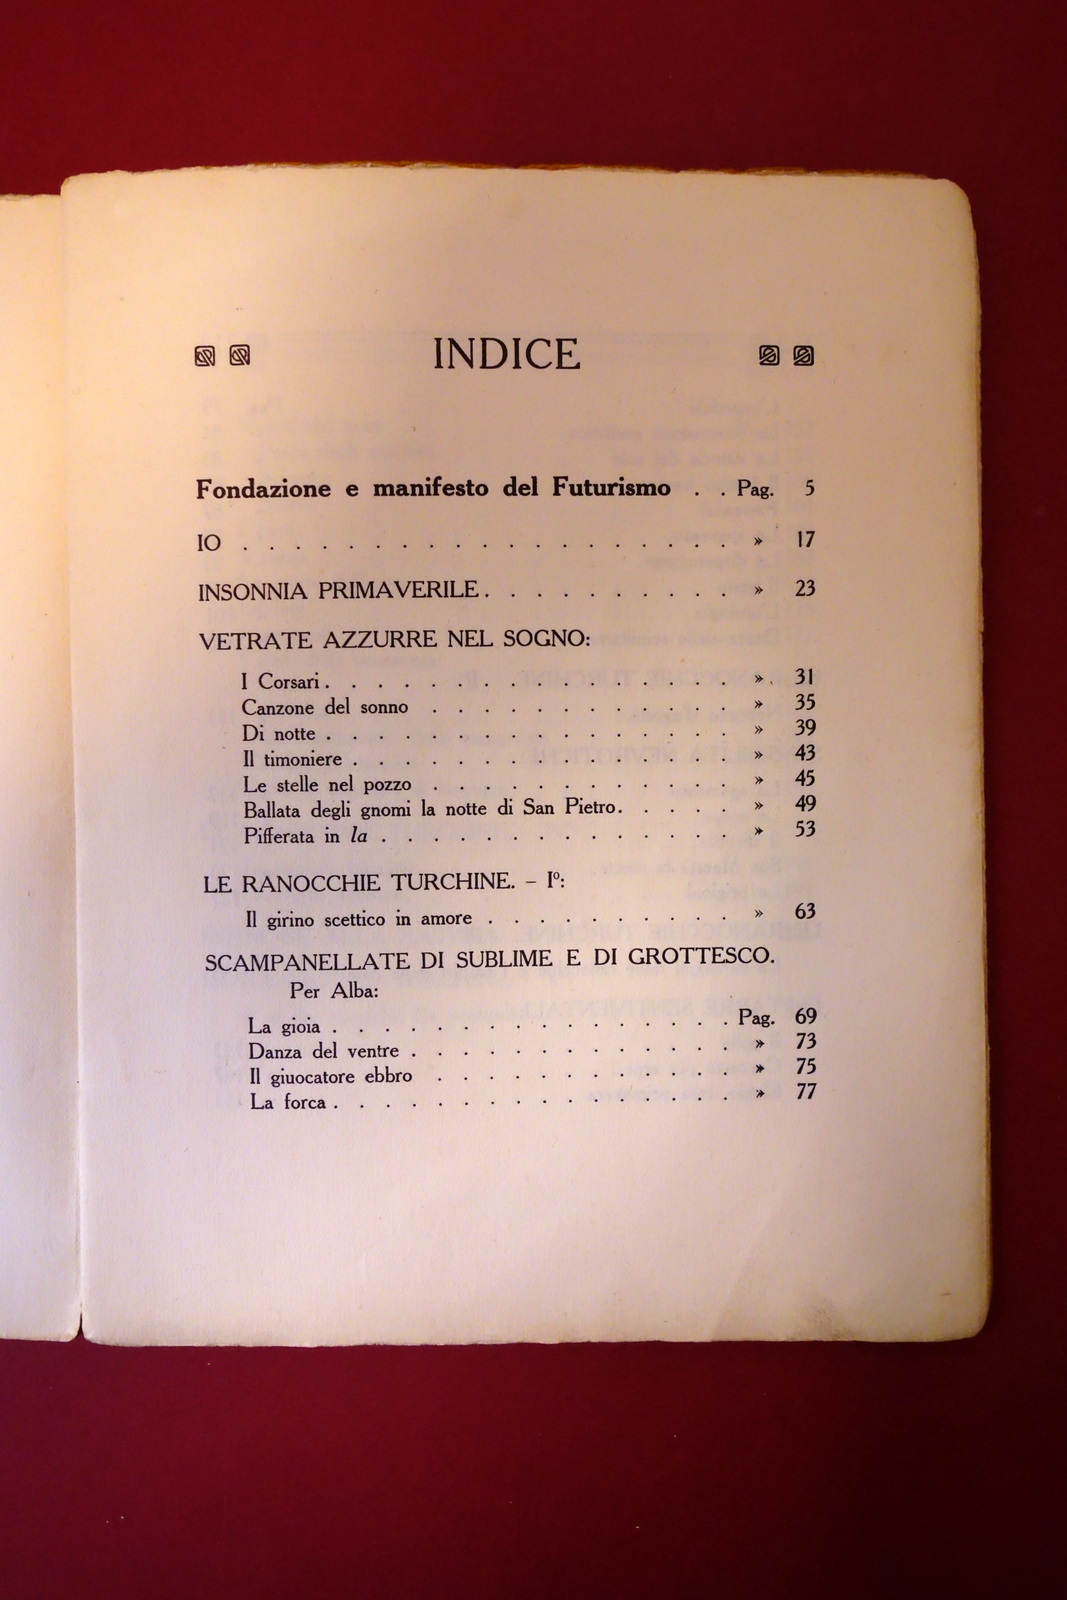 INDICE
Fondazione e manifesto del Futurismo . . Pag. 5
IO . . . . . . . . . . . . . . . . . . . » 17
INSONNIA PRIMAVERILE. . . . . . . . . . » 23
VETRATE AZZURRE NEL SOGNO:
I Corsari. . . . . . . . . . . . . . . . » 31
Canzone del sonno . . . . . . . . . . . . » 35
Di notte . . . . . . . . . . . . . . . . » 39
Il timoniere . . . . . . . . . . . . . . . » 43
Le stelle nel pozzo . . . . . . . . . . . . » 45
Ballata degli gnomi la notte di San Pietro. . . . . » 49
Pifferata in la . . . . . . . . . . . . . . » 53
LE RANOCCHIE TURCHINE. – Iº:
Il girino scettico in amore . . . . . . . . . . » 63
SCAMPANELLATE DI SUBLIME E DI GROTTESCO.
Per Alba:
La gioia . . . . . . . . . . . . . . . . Pag. 69
Danza del ventre . . . . . . . . . . . . . » 73
Il giuocatore ebbro . . . . . . . . . . . . » 75
La forca . . . . . . . . . . . . . . . . » 77